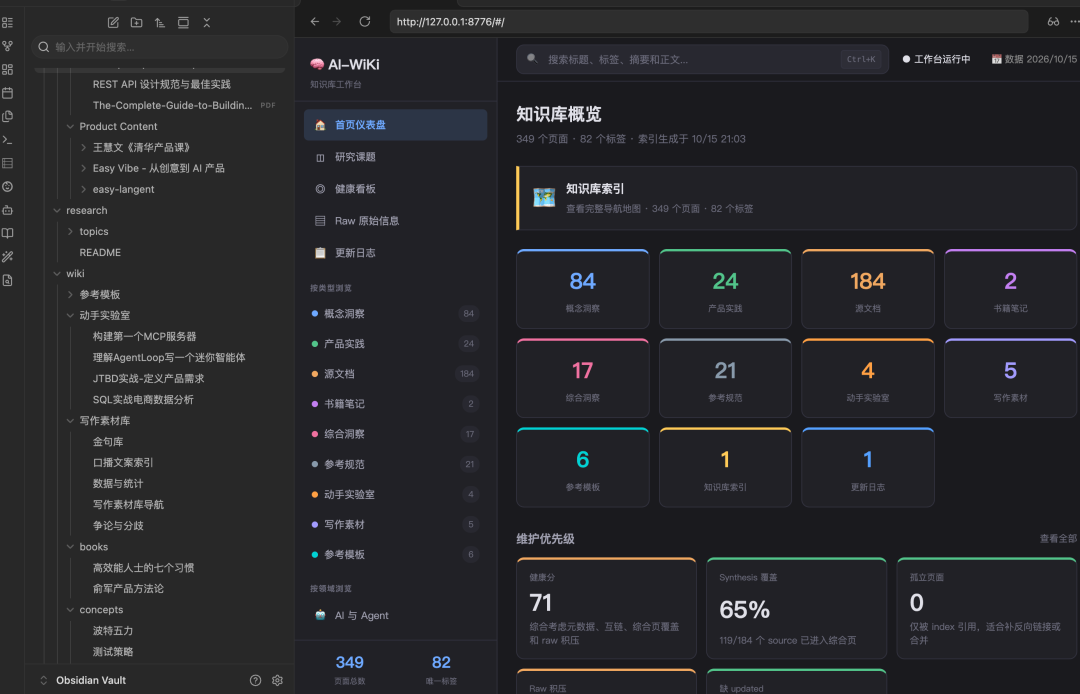 输入并开始搜索...
REST API 设计规范与最佳实践
The-Complete-Guide-to-Buildin... PDF
Product Content
王慧文《清华产品课》
Easy Vibe - 从创意到 AI 产品
easy-langent
research
topics
README
wiki
参考模板
动手实验室
构建第一个MCP服务器
理解AgentLoop写一个迷你智能体
JTBD实战-定义产品需求
SQL实战电商数据分析
写作素材库
金句库
口播文案索引
数据与统计
写作素材库导航
争论与分歧
books
高效能人士的七个习惯
俞军产品方法论
concepts
波特五力
测试策略
Obsidian Vault
http://127.0.0.1:8776/#/
AI-WiKi
知识库工作台
首页仪表盘
研究课题
健康看板
Raw 原始信息
更新日志
按类型浏览
概念洞察 84
产品实践 24
源文档 184
书籍笔记 2
综合洞察 17
参考规范 21
动手实验室 4
写作素材 5
参考模板 6
按领域浏览
AI 与 Agent
349 82
页面总数 唯一标签
搜索标题、标签、摘要和正文... Ctrl+K
工作台运行中
数据 2026/10/15
知识库概览
349 个页面 · 82 个标签 · 索引生成于 10/15 21:03
知识库索引
查看完整导航地图 · 349 个页面 · 82 个标签
84
概念洞察
24
产品实践
184
源文档
2
书籍笔记
17
综合洞察
21
参考规范
4
动手实验室
5
写作素材
6
参考模板
1
知识库索引
1
更新日志
维护优先级 查看全部
健康分
71
综合考虑元数据、互链、综合页覆盖
和 raw 积压
Synthesis 覆盖
65%
119/184 个 source 已进入综合页
孤立页面
0
仅被 index 引用，适合补反向链接或
合并
Raw 积压
缺 updated